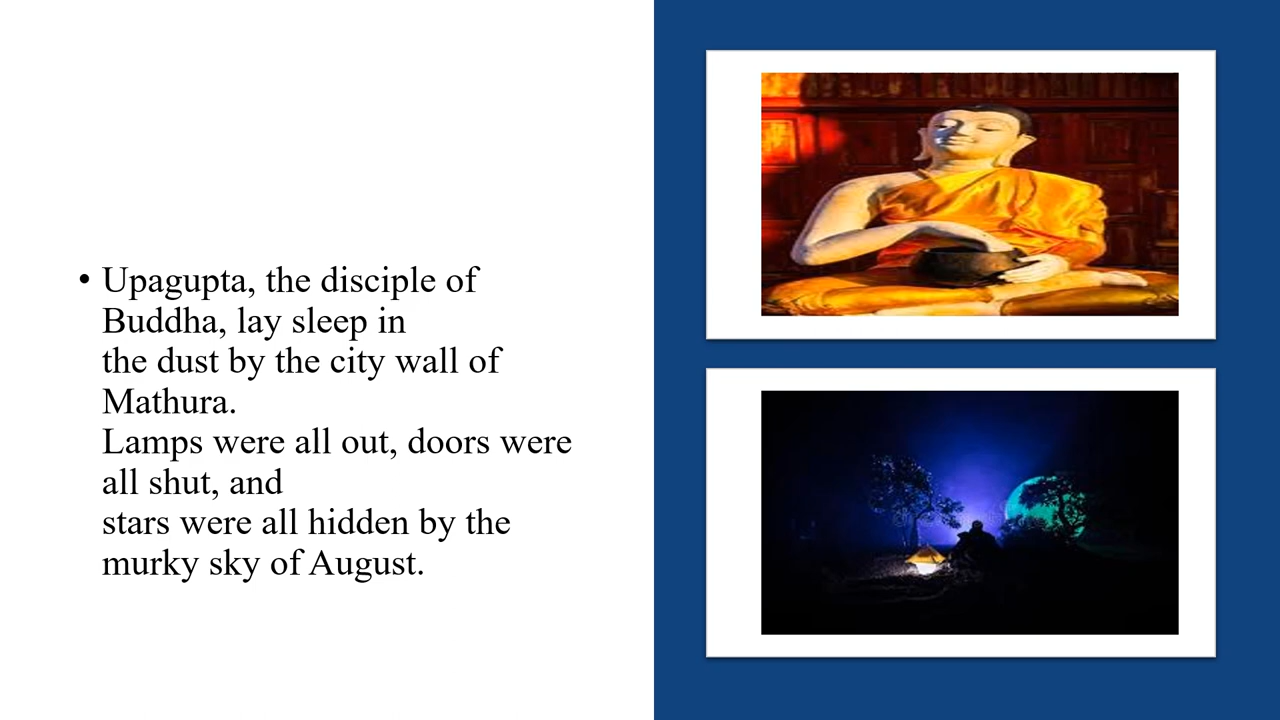 • Upagupta, the disciple of
Buddha, lay sleep in
the dust by the city wall of
Mathura.
Lamps were all out, doors were
all shut, and
stars were all hidden by the
murky sky of August.